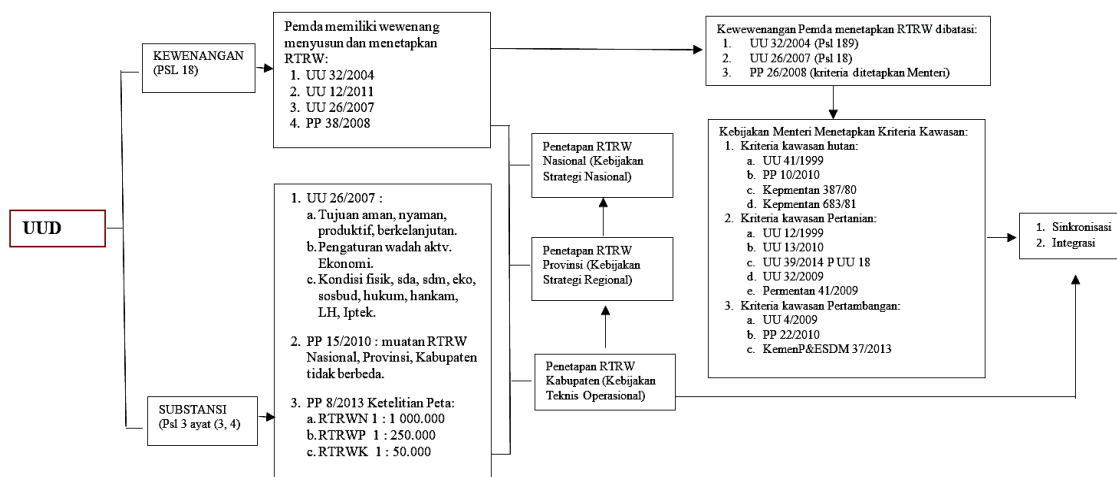 UUD
KEWENANGAN
(PSL 18)
SUBSTANSI
(Psl 3 ayat (3, 4)
Pemda memiliki wewenang
menyusun dan menetapkan
RTRW:
1. UU 32/2004
2. UU 12/2011
3. UU 26/2007
4. PP 38/2008
1. UU 26/2007 :
a. Tujuan aman, nyaman,
produktif, berkelanjutan.
b. Pengaturan wadah aktv.
Ekonomi.
c. Kondisi fisik, sda, sdm, eko,
sosbud, hukum, hankam,
LH, Iptek.
2. PP 15/2010 : muatan RTRW
Nasional, Provinsi, Kabupaten
tidak berbeda.
3. PP 8/2013 Ketelitian Peta:
a. RTRWN 1 : 1 000.000
b. RTRWP 1 : 250.000
c. RTRWK 1 : 50.000
Penetapan RTRW
Nasional (Kebijakan
Strategi Nasional)
Penetapan RTRW
Provinsi (Kebijakan
Strategi Regional)
Penetapan RTRW
Kabupaten (Kebijakan
Teknis Operasional)
Kewewenangan Pemda menetapkan RTRW dibatasi:
1. UU 32/2004 (Psl 189)
2. UU 26/2007 (Psl 18)
3. PP 26/2008 (kriteria ditetapkan Menteri)
Kebijakan Menteri Menetapkan Kriteria Kawasan:
1. Kriteria kawasan hutan:
a. UU 41/1999
b. PP 10/2010
c. Kepmentan 387/80
d. Kepmentan 683/81
2. Kriteria kawasan Pertanian:
a. UU 12/1999
b. UU 13/2010
c. UU 39/2014 P UU 18
d. UU 32/2009
e. Permentan 41/2009
3. Kriteria kawasan Pertambangan:
a. UU 4/2009
b. PP 22/2010
c. KemenP&ESDM 37/2013
1. Sinkronisasi
2. Integrasi